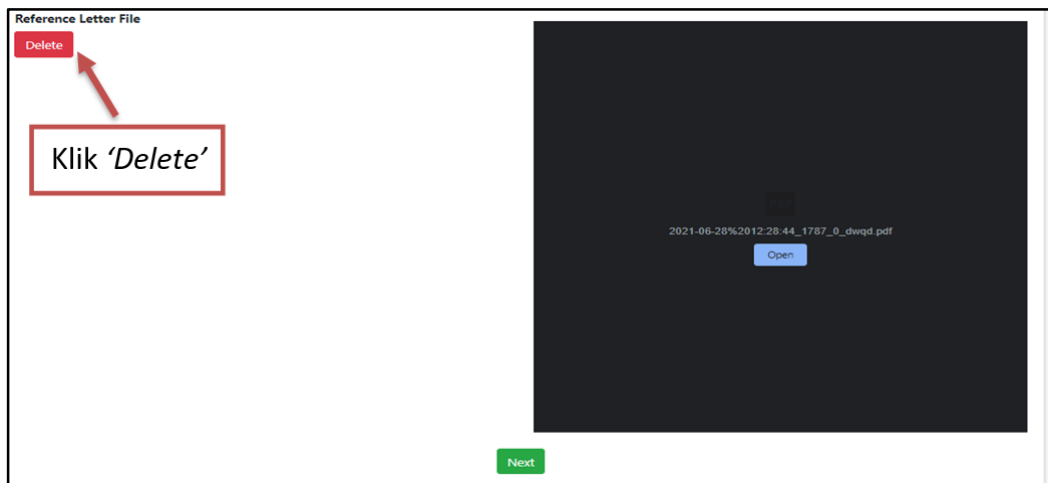 Reference Letter File
Delete
Klik ‘Delete’
2021-06-28%2012:28:44_1787_0_dwqd.pdf
Open
Next